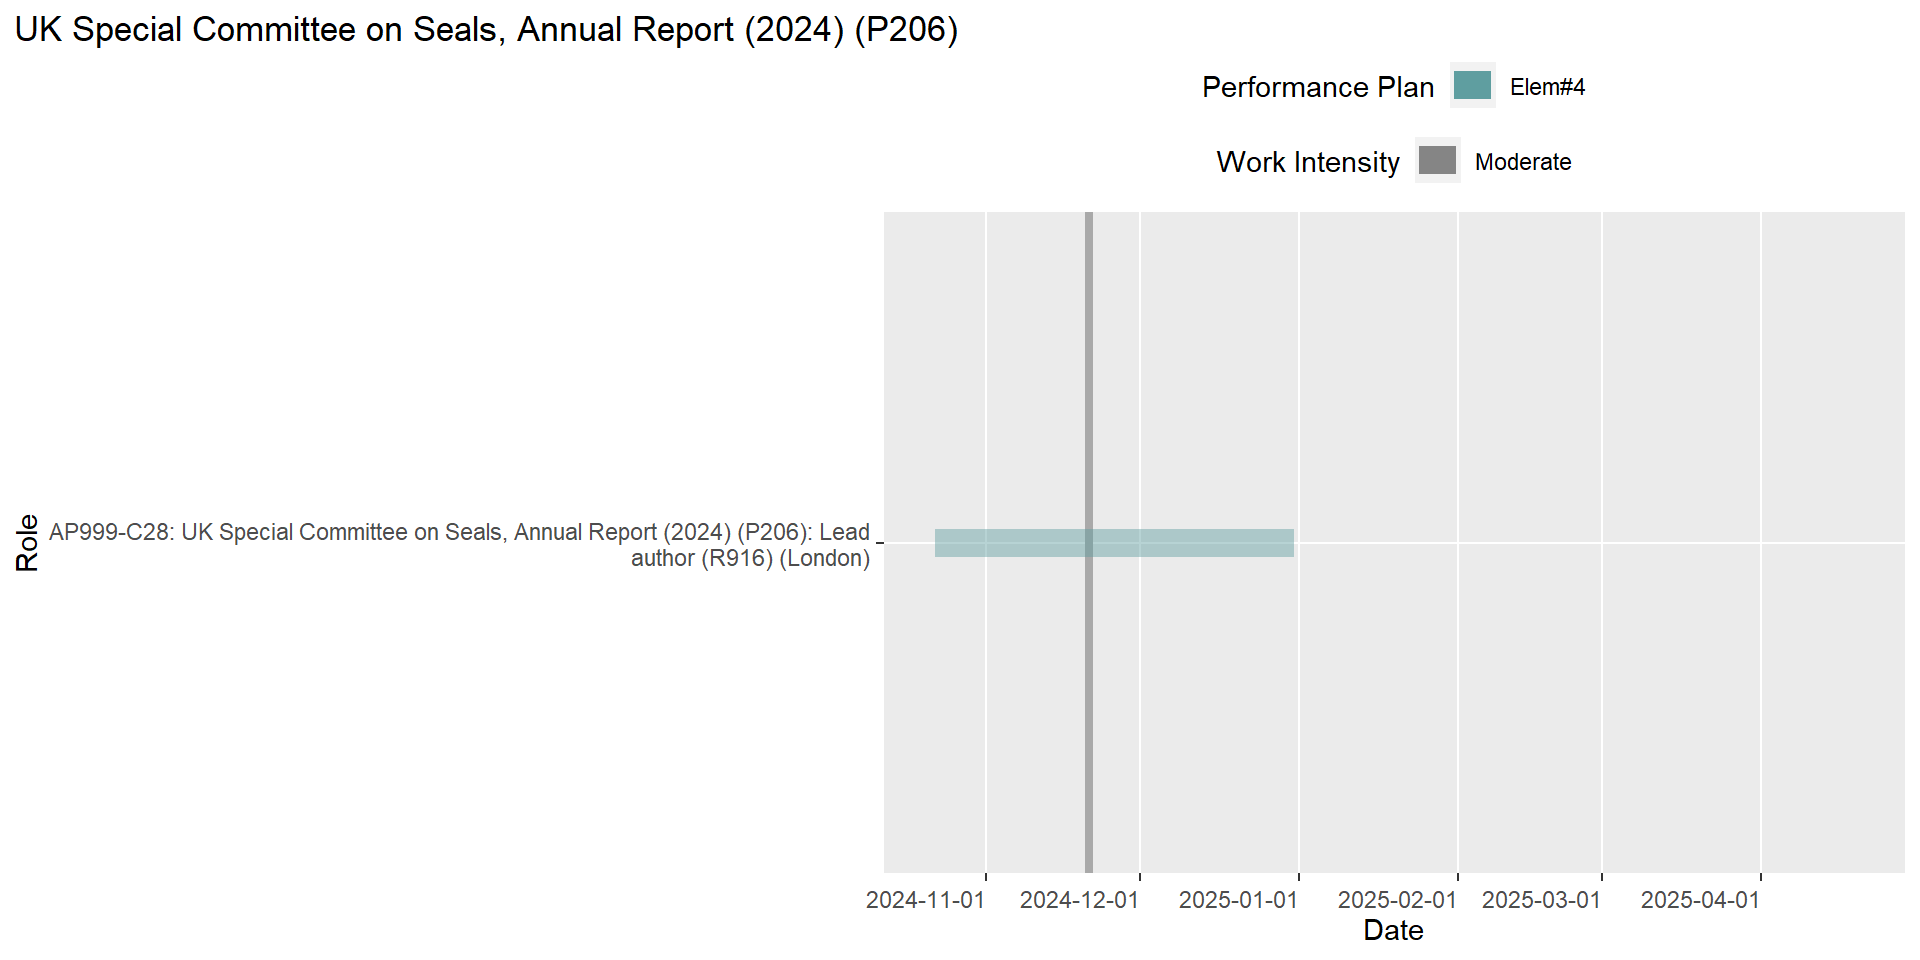 UK Special Committee on Seals, Annual Report (2024) (P206)
Performance Plan
Elem#4
Work Intensity
Moderate
Role
AP999-C28: UK Special Committee on Seals, Annual Report (2024) (P206): Lead
author (R916) (London)
2024-11-01
2024-12-01
2025-01-01
2025-02-01
2025-03-01
2025-04-01
Date